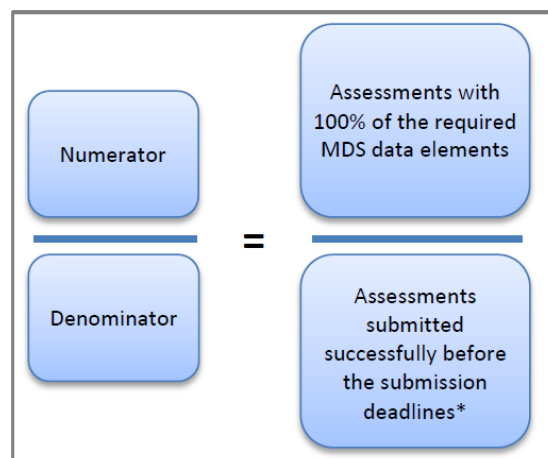 Numerator
Denominator
=
Assessments with
100% of the required
MDS data elements
Assessments
submitted
successfully before
the submission
deadlines*